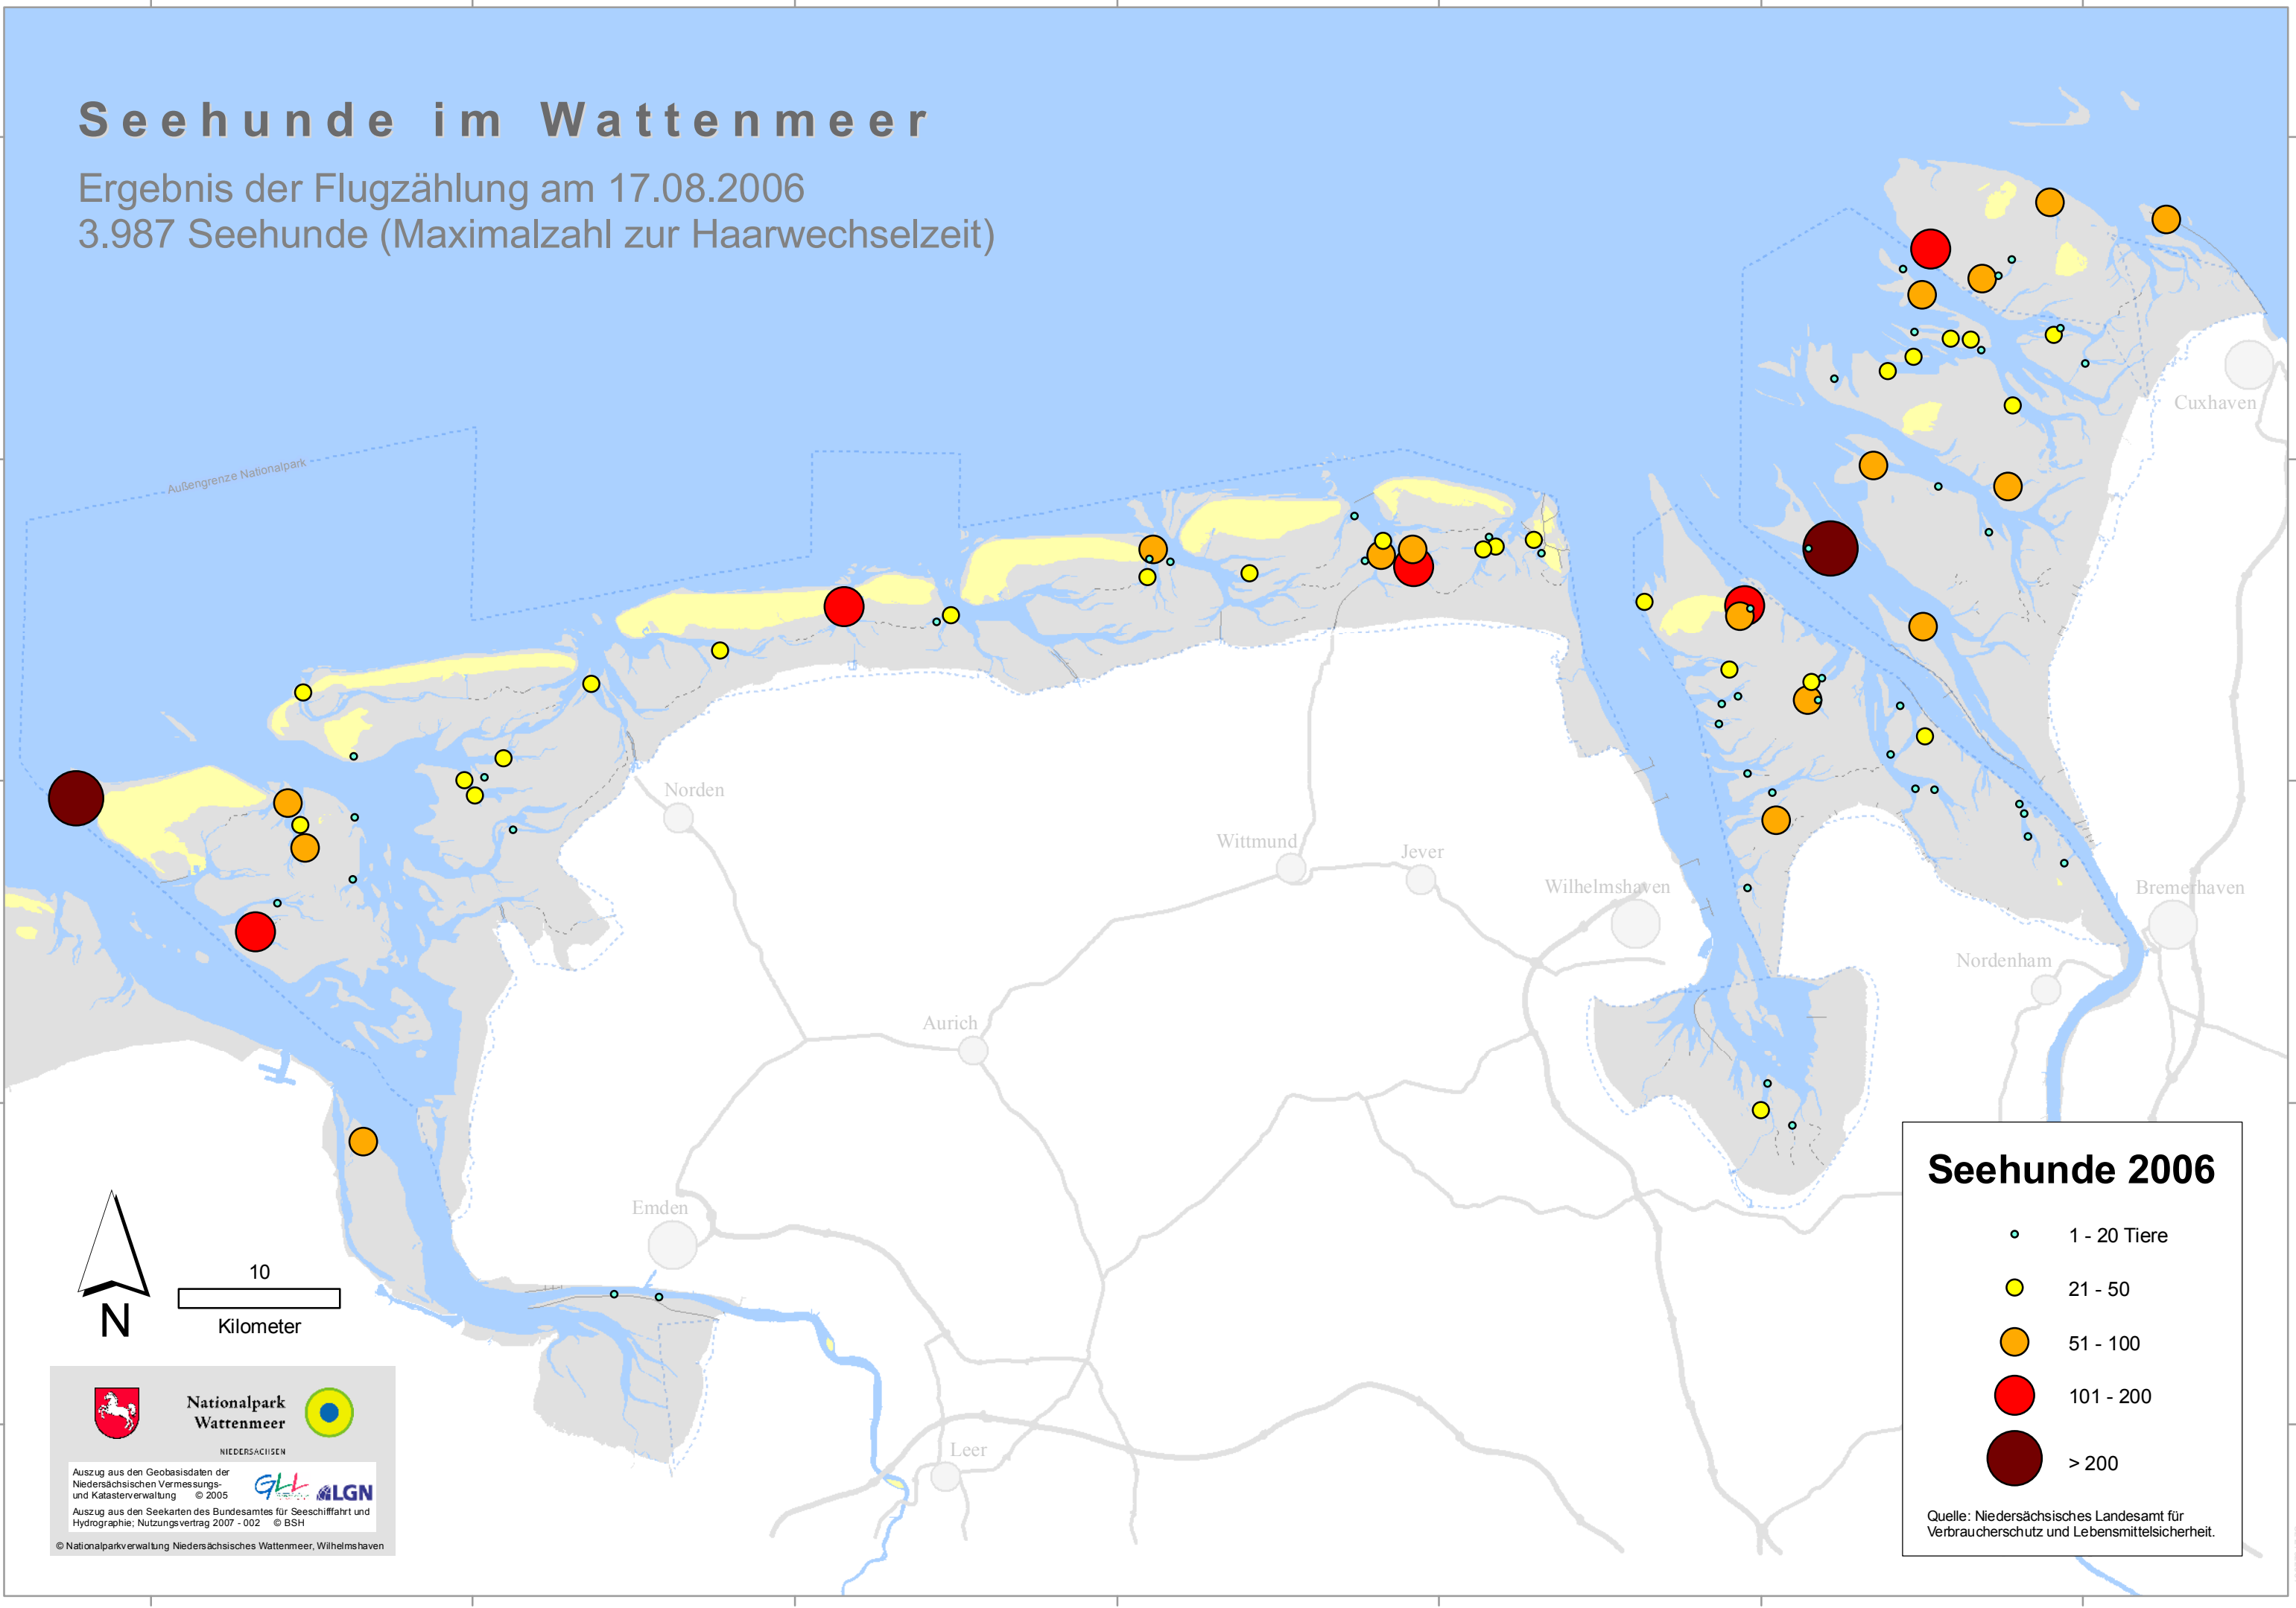 Seehunde im Wattenmeer
Ergebnis der Flugzählung am 17.08.2006
3.987 Seehunde (Maximalzahl zur Haarwechselzeit)
Außengrenze Nationalpark
Cuxhaven
Norden
Wittmund
Jever
Wilhelmshaven
Bremerhaven
Nordenham
Aurich
Emden
Leer
10
Kilometer
N
Nationalpark
Wattenmeer
NIEDERSACHSEN
Auszug aus den Geobasisdaten der
Niedersächsischen Vermessungs-
und Katasterverwaltung © 2005
GLL
LGN
Auszug aus den Seekarten des Bundesamtes für Seeschifffahrt und
Hydrographie; Nutzungsvertrag 2007 - 002 © BSH
© Nationalparkverwaltung Niedersächsisches Wattenmeer, Wilhelmshaven
Seehunde 2006
1 - 20 Tiere
21 - 50
51 - 100
101 - 200
> 200
Quelle: Niedersächsisches Landesamt für
Verbraucherschutz und Lebensmittelsicherheit.